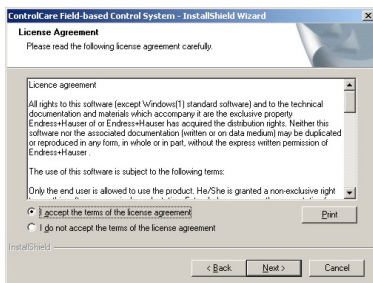 ControlCare Field-based Control System - InstallShield Wizard
License Agreement
Please read the following license agreement carefully.
Licence agreement
All rights to this software (except Windows(1) standard software) and to the technical
documentation and materials which accompany it are the exclusive property
Endress+Hauser of or Endress+Hauser has acquired the distribution rights. Neither this
software nor the associated documentation (written or on data medium) may be duplicated
or reproduced in any form, in whole or in part, without the express written permission of
Endress+Hauser .
The use of this software is subject to the following terms:
Only the end user is allowed to use the product. He/She is granted a non-exclusive right
I accept the terms of the license agreement
Print
I do not accept the terms of the license agreement
InstallShield
< Back
Next >
Cancel